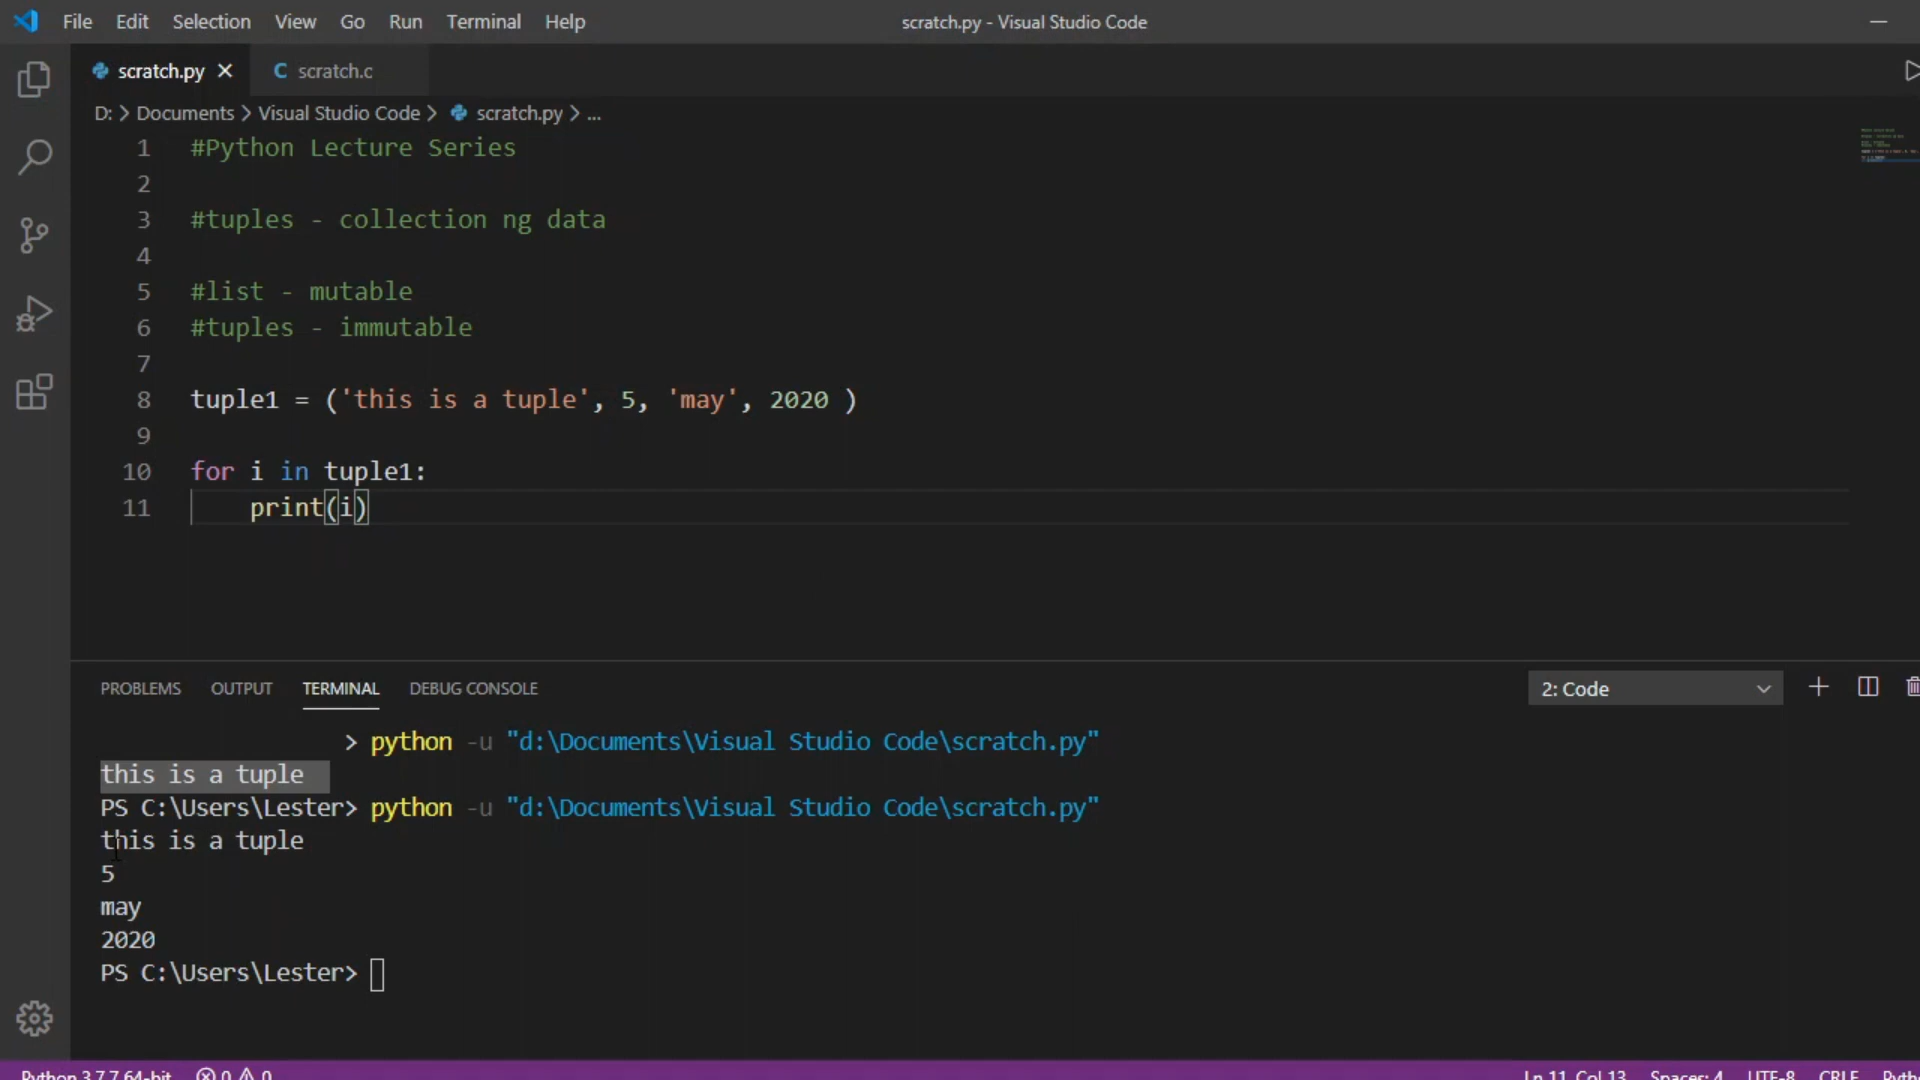 File Edit Selection View Go Run Terminal Help scratch.py - Visual Studio Code
scratch.py scratch.c
D: > Documents > Visual Studio Code > scratch.py > ...
1 #Python Lecture Series
2
3 #tuples - collection ng data
4
5 #list - mutable
6 #tuples - immutable
7
8 tuple1 = ('this is a tuple', 5, 'may', 2020 )
9
10 for i in tuple1:
11 print(i)
PROBLEMS OUTPUT TERMINAL DEBUG CONSOLE 2: Code
> python -u "d:\Documents\Visual Studio Code\scratch.py"
this is a tuple
PS C:\Users\Lester> python -u "d:\Documents\Visual Studio Code\scratch.py"
this is a tuple
5
may
2020
PS C:\Users\Lester>
Python 3.7.7 64-bit 0 0 Ln 11, Col 13 Spaces: 4 UTF-8 CRLF